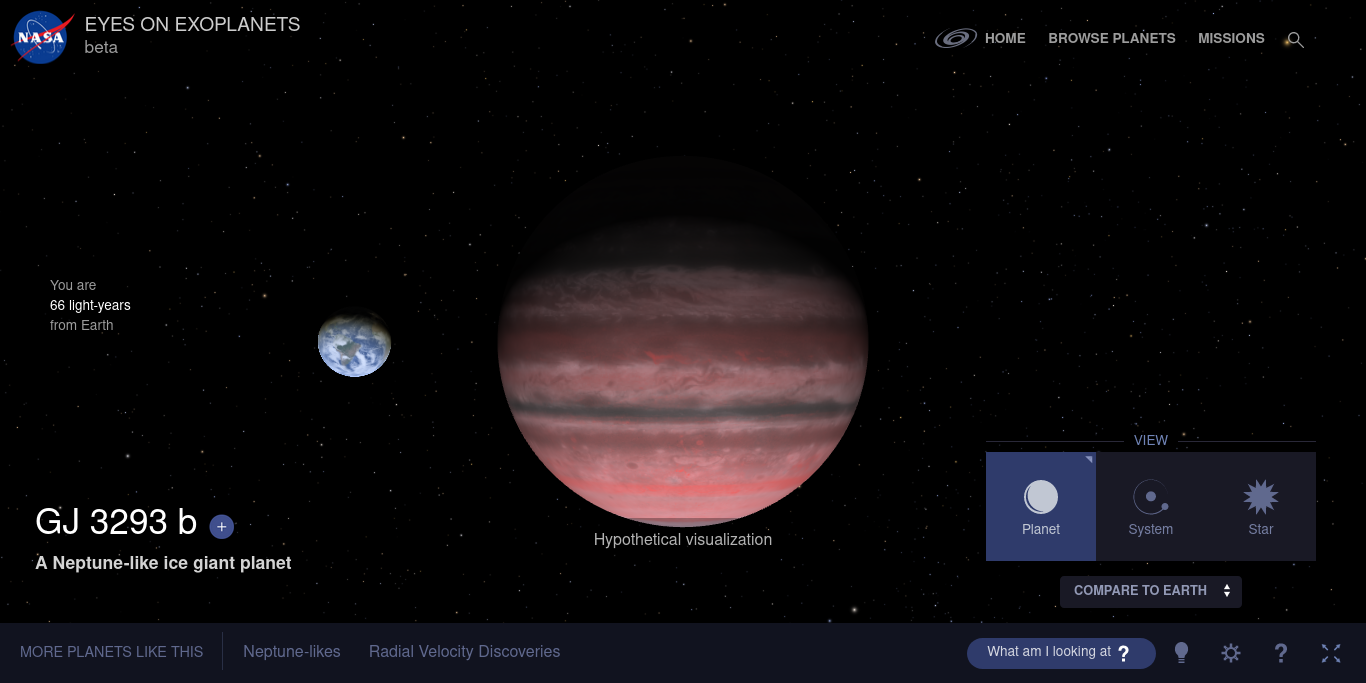 NASA
EYES ON EXOPLANETS
beta
HOME
BROWSE PLANETS
MISSIONS
You are
66 light-years
from Earth
VIEW
Planet
System
Star
COMPARE TO EARTH
GJ 3293 b +
A Neptune-like ice giant planet
Hypothetical visualization
MORE PLANETS LIKE THIS
Neptune-likes
Radial Velocity Discoveries
What am I looking at ?
?